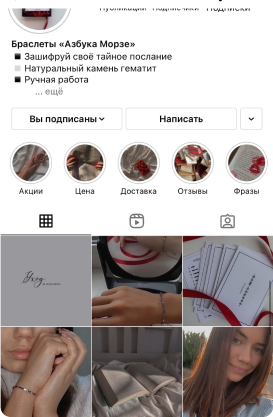 Публикации Подписчики Подписки
Браслеты «Азбука Морзе»
Зашифруй своё тайное послание
Натуральный камень гематит
Ручная работа
... ещё
Вы подписаны Написать
Акции Цена Доставка Отзывы Фразы
Уход